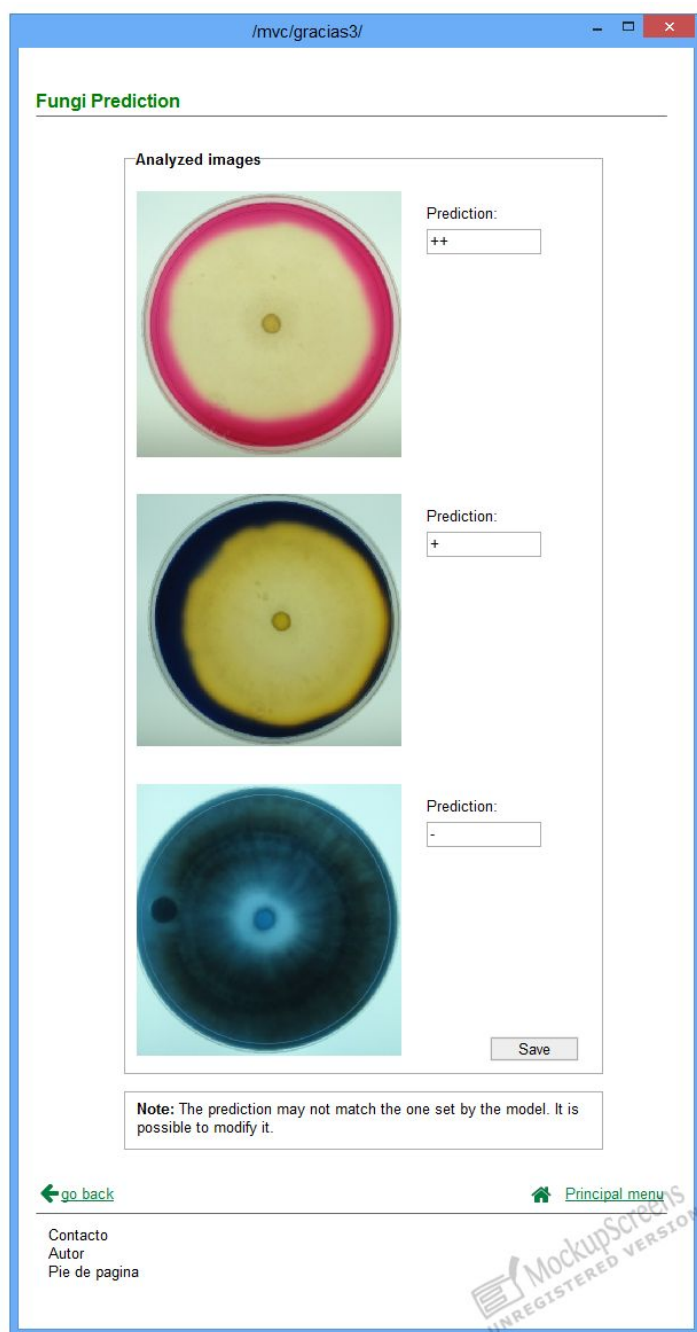 /mvc/gracias3/
Fungi Prediction
Analyzed images
Prediction:
++
Prediction:
+
Prediction:
-
Save
Note: The prediction may not match the one set by the model. It is
possible to modify it.
go back
Principal menu
Contacto
Autor
Pie de pagina
MockupScreens
UNREGISTERED VERSION